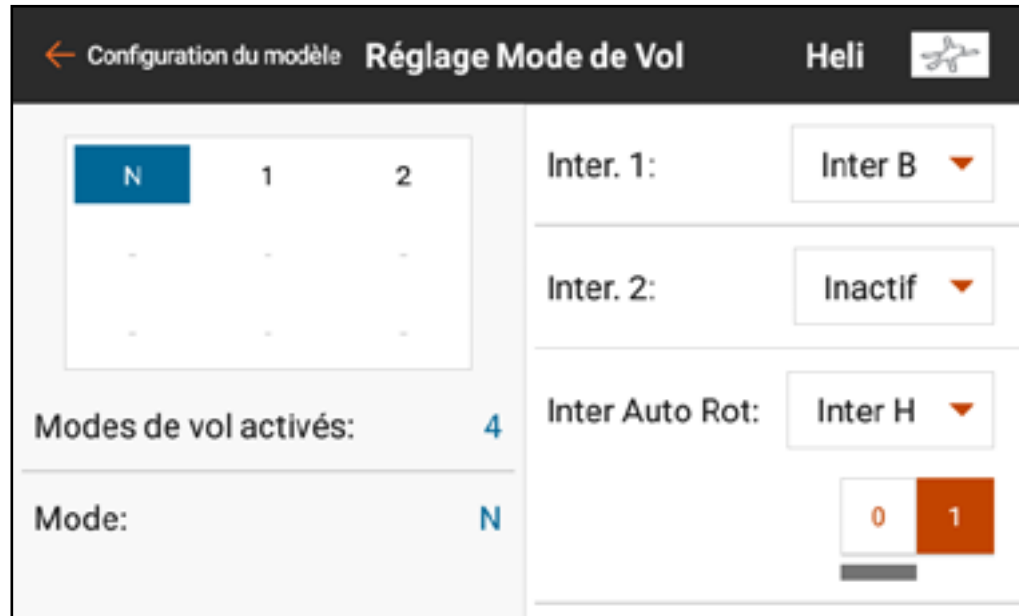 ← Configuration du modèle Réglage Mode de Vol Heli
N 1 2
- - -
- - -
Modes de vol activés: 4
Mode: N
Inter. 1: Inter B
Inter. 2: Inactif
Inter Auto Rot: Inter H
0 1